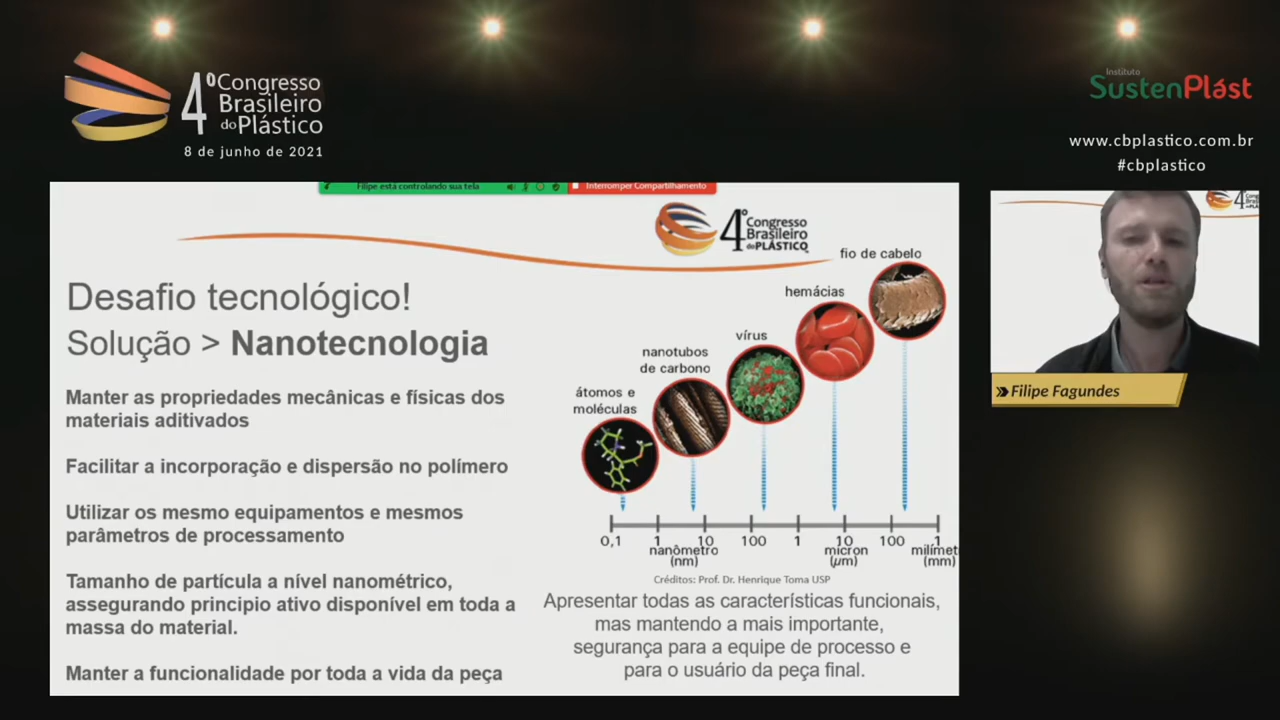 4º Congresso
Brasileiro
do Plástico
8 de junho de 2021
Instituto
SustenPlást
www.cbplastico.com.br
#cbplastico
Filipe está controlando sua tela
Interromper Compartilhamento
4º Congresso
Brasileiro
do PLÁSTICO
Desafio tecnológico!
Solução > Nanotecnologia
Manter as propriedades mecânicas e físicas dos
materiais aditivados
Facilitar a incorporação e dispersão no polímero
Utilizar os mesmo equipamentos e mesmos
parâmetros de processamento
Tamanho de partícula a nível nanométrico,
assegurando principio ativo disponível em toda a
massa do material.
Manter a funcionalidade por toda a vida da peça
fio de cabelo
hemácias
vírus
nanotubos
de carbono
átomos e
moléculas
0,1 1 10 100 1 10 100 1
nanômetro micron milímet
(nm) (µm) (mm)
Créditos: Prof. Dr. Henrique Toma USP
Apresentar todas as características funcionais,
mas mantendo a mais importante,
segurança para a equipe de processo e
para o usuário da peça final.
4º
Filipe Fagundes